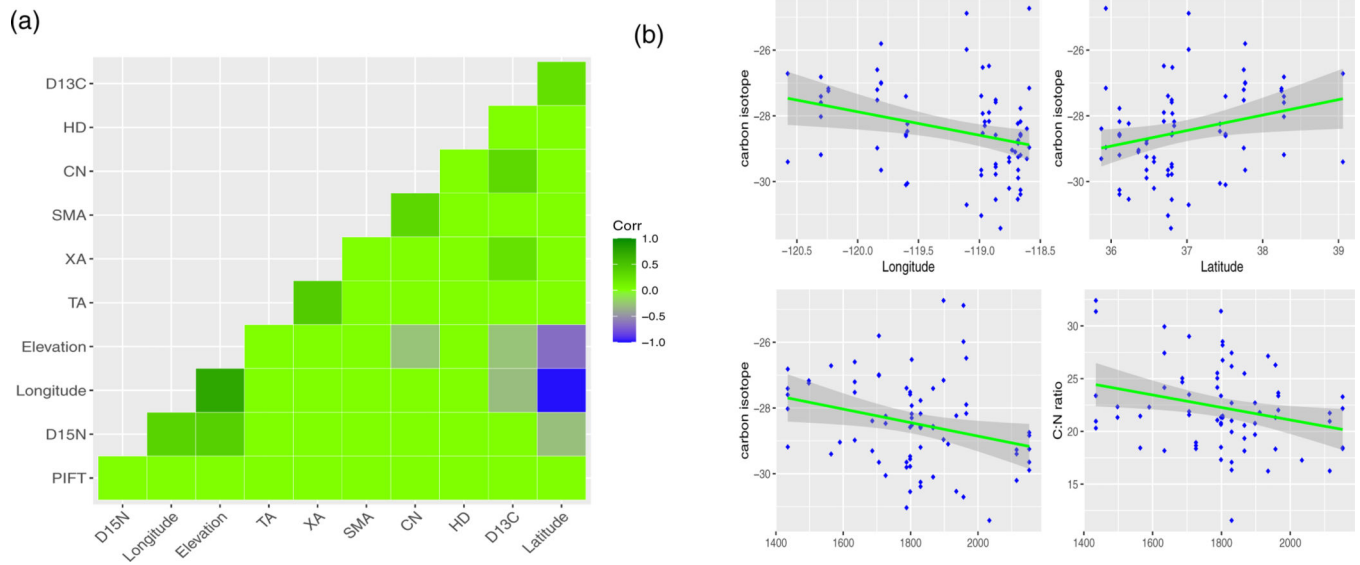 (a)
D13C
HD
CN
SMA
XA
TA
Elevation
Longitude
D15N
PIFT
D15N
Longitude
Elevation
TA
XA
SMA
CN
HD
D13C
Latitude
Corr
1.0
0.5
0.0
−0.5
−1.0
(b)
carbon isotope
−26
−28
−30
−120.5 −120.0 −119.5 −119.0 −118.5
Longitude
carbon isotope
−26
−28
−30
36 37 38 39
Latitude
carbon isotope
−26
−28
−30
1400 1600 1800 2000
C:N ratio
30
25
20
15
1400 1600 1800 2000